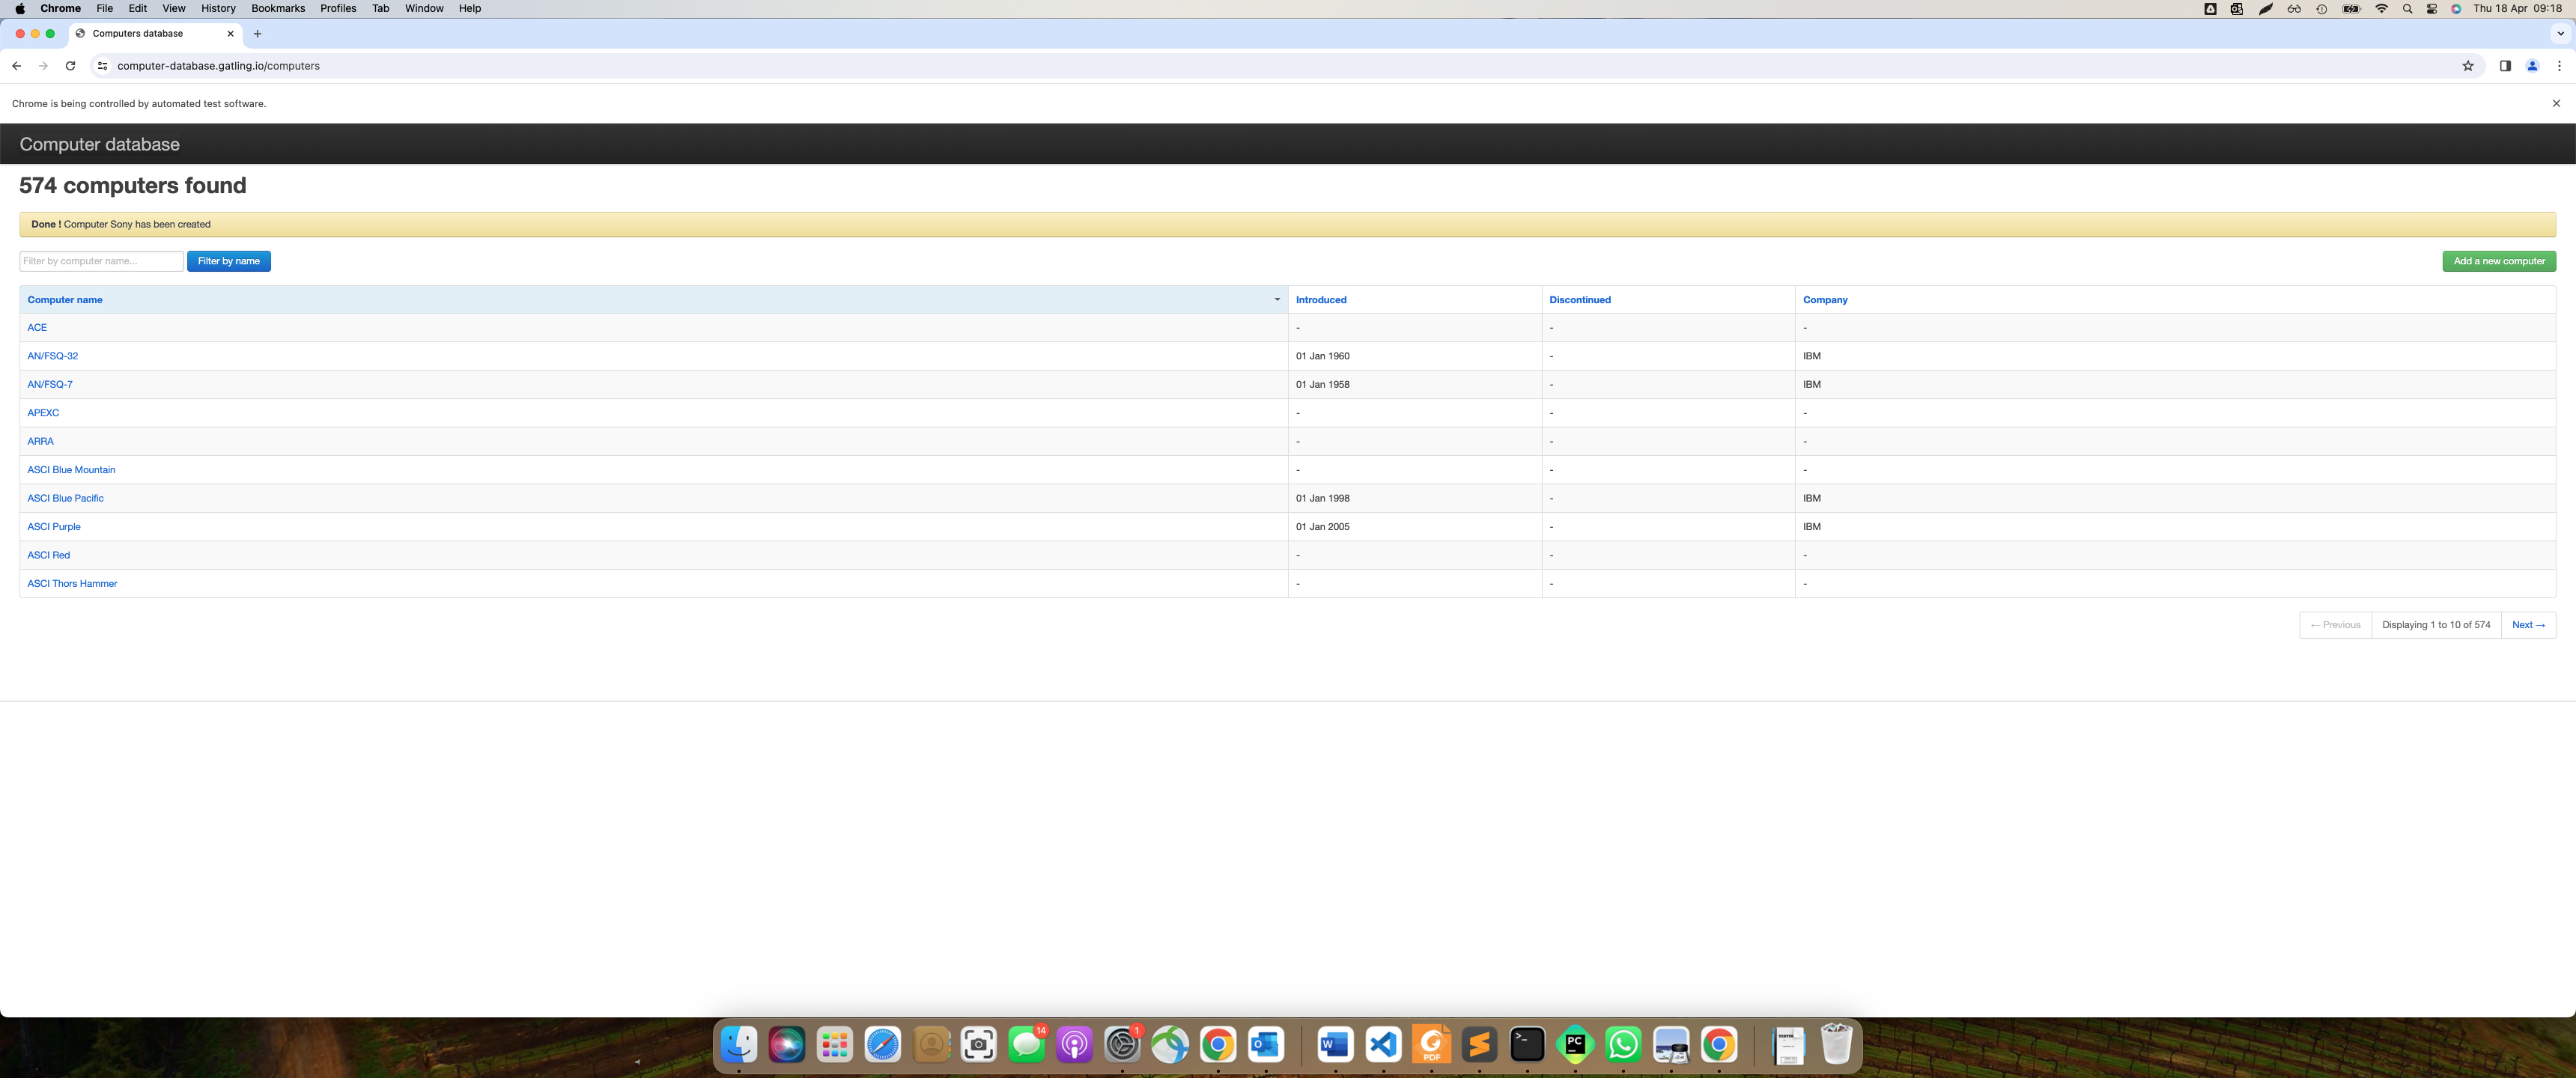 Chrome File Edit View History Bookmarks Profiles Tab Window Help Thu 18 Apr 09:18
Computers database
computer-database.gatling.io/computers
Chrome is being controlled by automated test software.
Computer database
574 computers found
Done ! Computer Sony has been created
Filter by computer name... Filter by name Add a new computer
Computer name Introduced Discontinued Company
ACE - - -
AN/FSQ-32 01 Jan 1960 - IBM
AN/FSQ-7 01 Jan 1958 - IBM
APEXC - - -
ARRA - - -
ASCI Blue Mountain - - -
ASCI Blue Pacific 01 Jan 1998 - IBM
ASCI Purple 01 Jan 2005 - IBM
ASCI Red - - -
ASCI Thors Hammer - - -
← Previous Displaying 1 to 10 of 574 Next →
14 1 W PDF PC